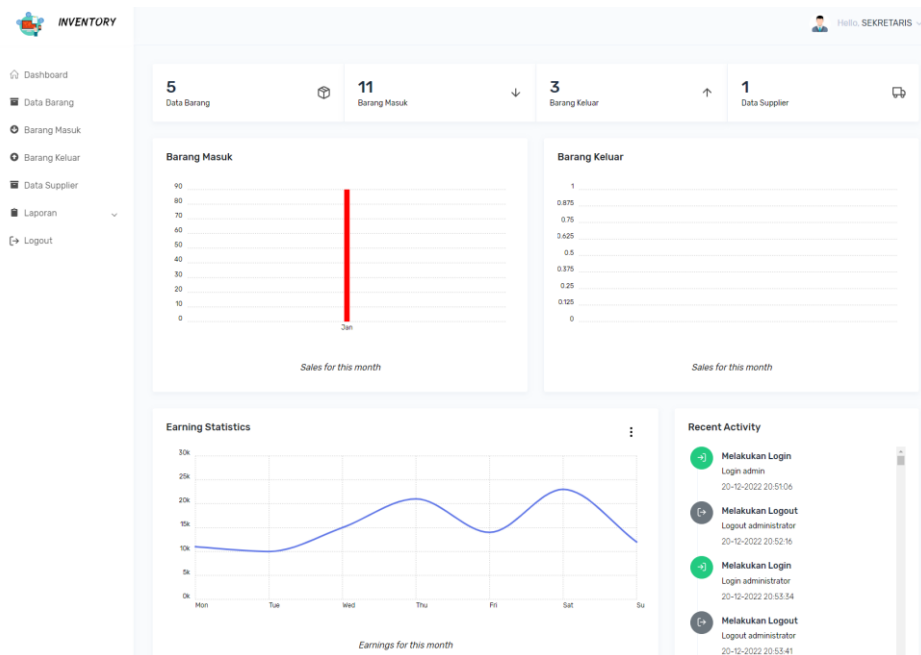 INVENTORY
Hello, SEKRETARIS
Dashboard
Data Barang
Barang Masuk
Barang Keluar
Data Supplier
Laporan
Logout
5
Data Barang
11
Barang Masuk
3
Barang Keluar
1
Data Supplier
Barang Masuk
90
80
70
60
50
40
30
20
10
0
Jan
Sales for this month
Barang Keluar
1
0.875
0.75
0.625
0.5
0.375
0.25
0.125
0
Sales for this month
Earning Statistics
30k
25k
20k
15k
10k
5k
0k
Mon Tue Wed Thu Fri Sat Su
Earnings for this month
Recent Activity
Melakukan Login
Login admin
20-12-2022 20:51:06
Melakukan Logout
Logout administrator
20-12-2022 20:52:16
Melakukan Login
Login administrator
20-12-2022 20:53:34
Melakukan Logout
Logout administrator
20-12-2022 20:53:41